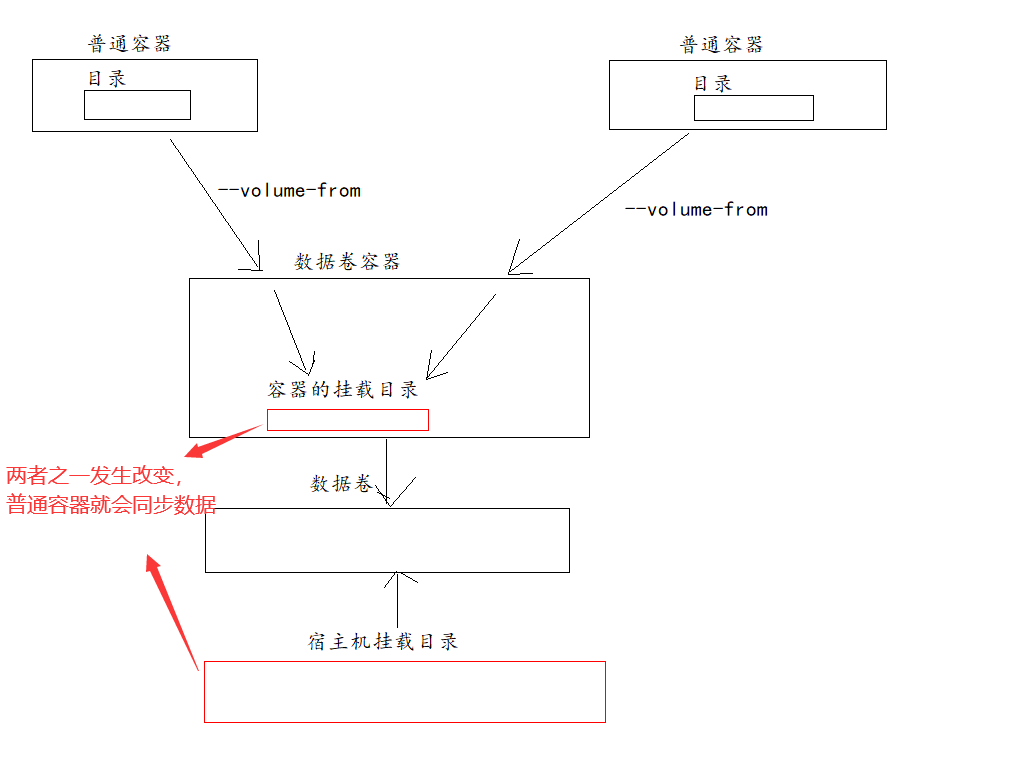 普通容器
普通容器
目录
目录
--volume-from
--volume-from
数据卷容器
容器的挂载目录
两者之一发生改变，
普通容器就会同步数据
数据卷
宿主机挂载目录